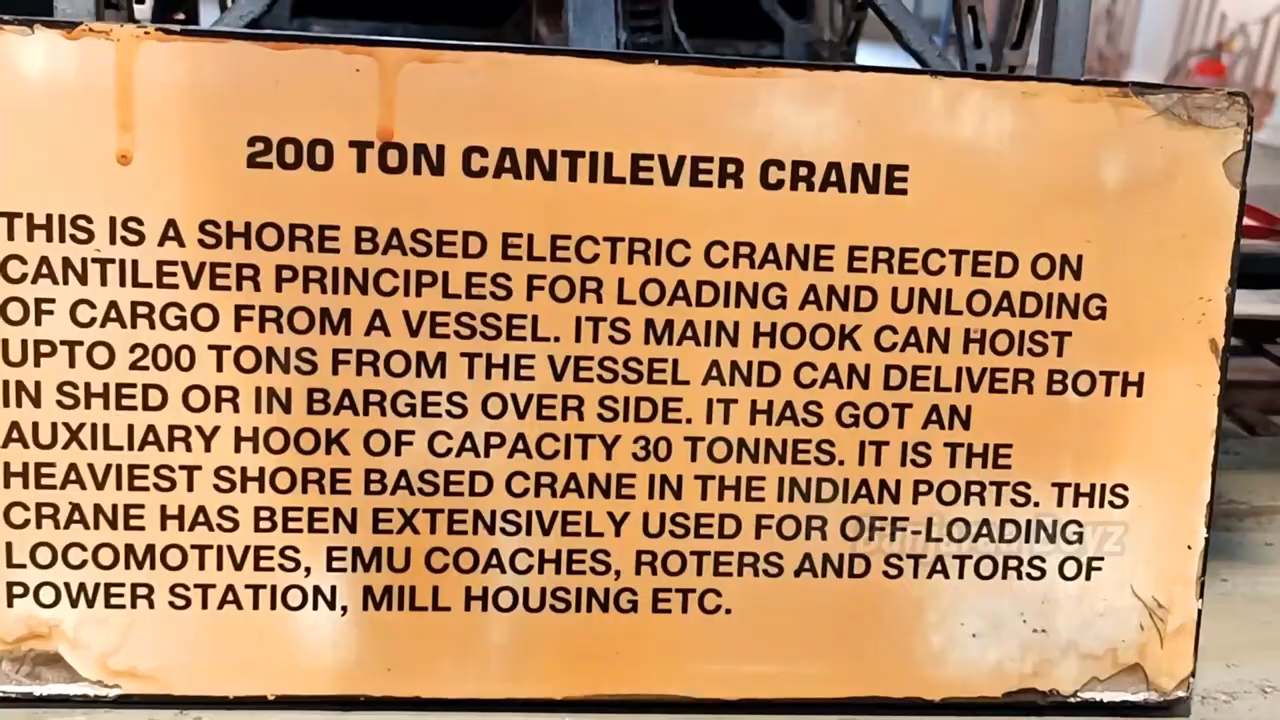 200 TON CANTILEVER CRANE
THIS IS A SHORE BASED ELECTRIC CRANE ERECTED ON
CANTILEVER PRINCIPLES FOR LOADING AND UNLOADING
OF CARGO FROM A VESSEL. ITS MAIN HOOK CAN HOIST
UPTO 200 TONS FROM THE VESSEL AND CAN DELIVER BOTH
IN SHED OR IN BARGES OVER SIDE. IT HAS GOT AN
AUXILIARY HOOK OF CAPACITY 30 TONNES. IT IS THE
HEAVIEST SHORE BASED CRANE IN THE INDIAN PORTS. THIS
CRANE HAS BEEN EXTENSIVELY USED FOR OFF-LOADING
LOCOMOTIVES, EMU COACHES, ROTERS AND STATORS OF
POWER STATION, MILL HOUSING ETC.